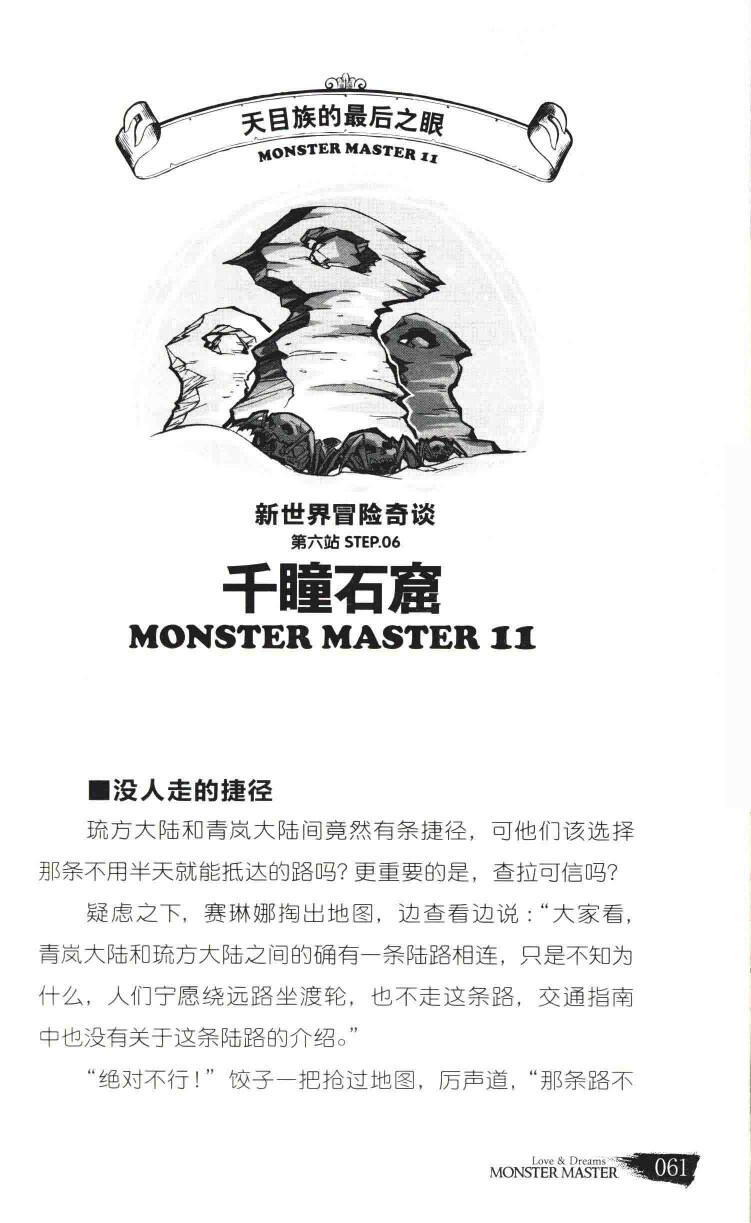 天目族的最后之眼
MONSTER MASTER 11
新世界冒险奇谈
第六站 STEP.06
千瞳石窟
MONSTER MASTER 11
■没人走的捷径
琉方大陆和青岚大陆间竟然有条捷径，可他们该选择
那条不用半天就能抵达的路吗？更重要的是，查拉可信吗？
疑虑之下，赛琳娜掏出地图，边查看边说：“大家看，
青岚大陆和琉方大陆之间的确有一条陆路相连，只是不知为
什么，人们宁愿绕远路坐渡轮，也不走这条路，交通指南
中也没有关于这条陆路的介绍。”
“绝对不行！”饺子一把抢过地图，厉声道，“那条路不
Love & Dreams
MONSTER MASTER
061